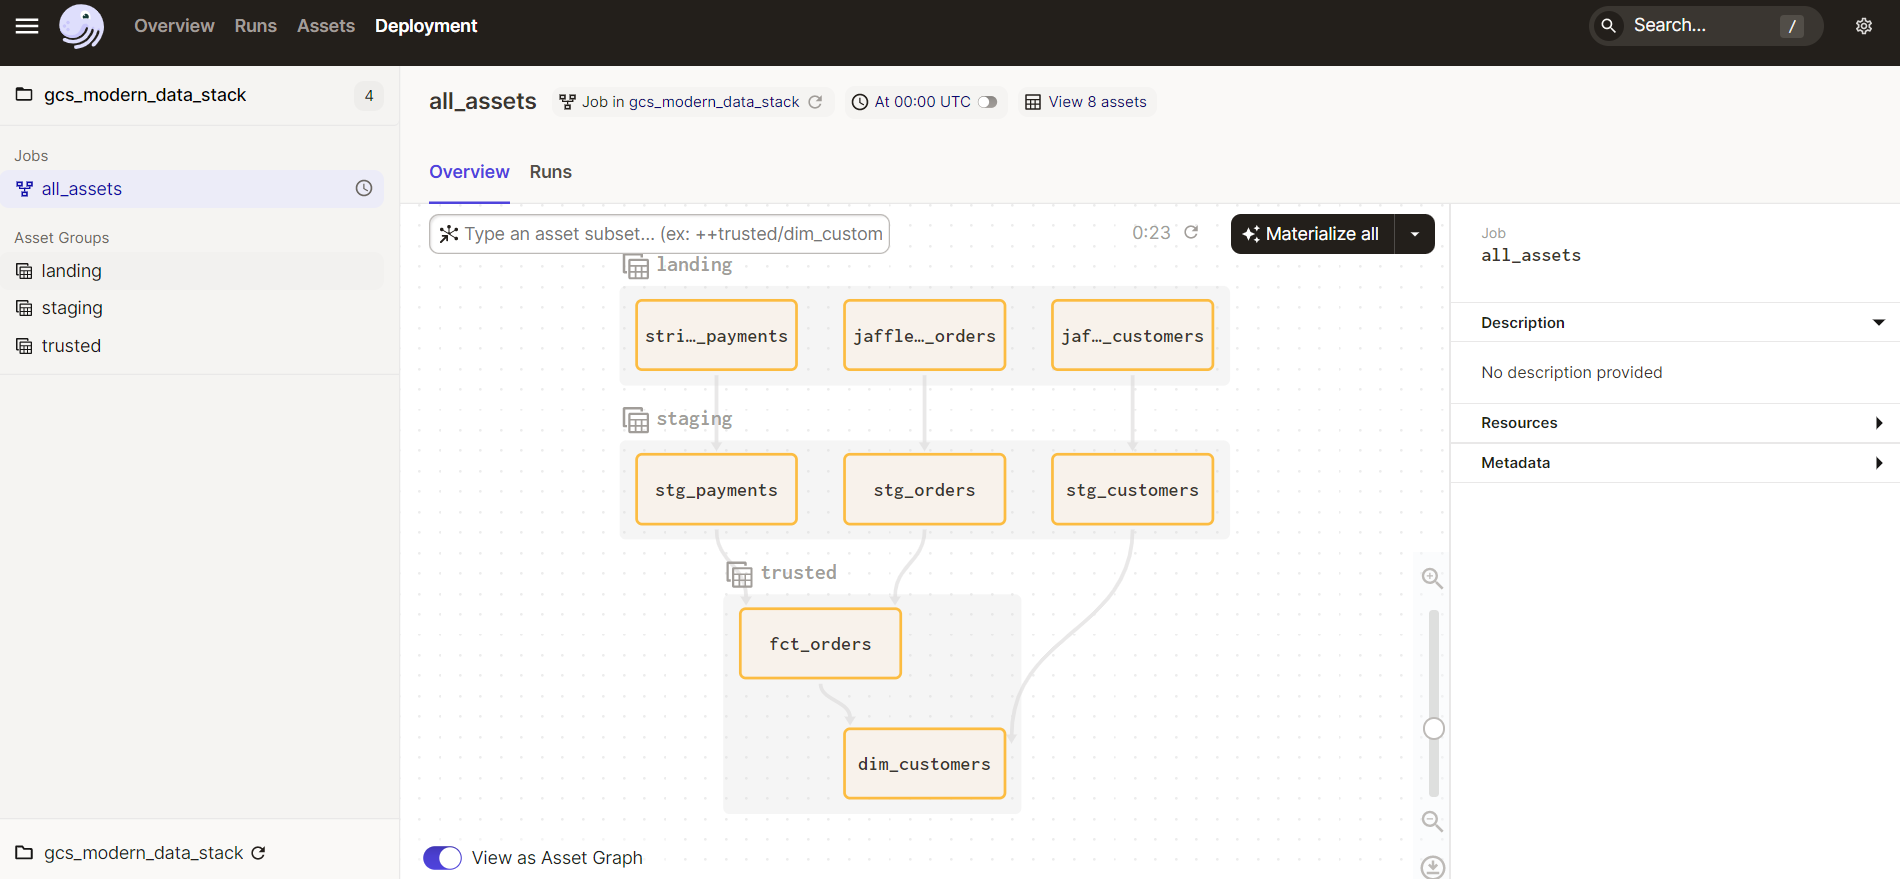 Overview Runs Assets Deployment
Search... /
gcs_modern_data_stack 4
Jobs
all_assets
Asset Groups
landing
staging
trusted
gcs_modern_data_stack
all_assets Job in gcs_modern_data_stack At 00:00 UTC View 8 assets
Overview Runs
Type an asset subset... (ex: ++trusted/dim_custom
0:23
Materialize all
landing
stri…_payments jaffle…_orders jaf…_customers
staging
stg_payments stg_orders stg_customers
trusted
fct_orders
dim_customers
View as Asset Graph
Job
all_assets
Description
No description provided
Resources
Metadata